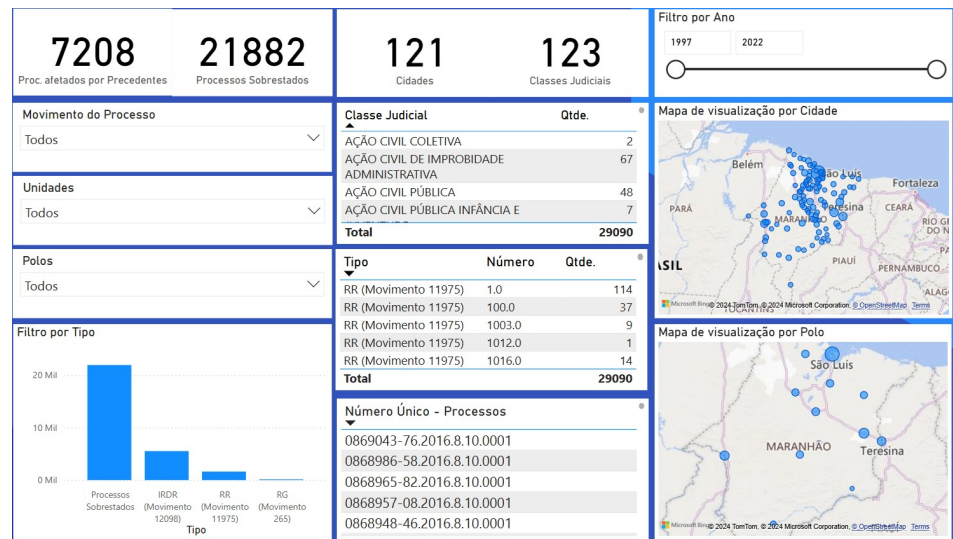 7208
Proc. afetados por Precedentes
21882
Processos Sobrestados
121
Cidades
123
Classes Judiciais
Filtro por Ano
1997 2022
Movimento do Processo
Todos
Unidades
Todos
Polos
Todos
Filtro por Tipo
20 Mil
10 Mil
0 Mil
Processos
Sobrestados
IRDR
(Movimento
12098)
RR
(Movimento
11975)
RG
(Movimento
265)
Tipo
Classe Judicial Qtde.
AÇÃO CIVIL COLETIVA 2
AÇÃO CIVIL DE IMPROBIDADE 67
ADMINISTRATIVA
AÇÃO CIVIL PÚBLICA 48
AÇÃO CIVIL PÚBLICA INFÂNCIA E 7
Total 29090
Tipo Número Qtde.
RR (Movimento 11975) 1.0 114
RR (Movimento 11975) 100.0 37
RR (Movimento 11975) 1003.0 9
RR (Movimento 11975) 1012.0 1
RR (Movimento 11975) 1016.0 14
Total 29090
Número Único - Processos
0869043-76.2016.8.10.0001
0868986-58.2016.8.10.0001
0868965-82.2016.8.10.0001
0868957-08.2016.8.10.0001
0868948-46.2016.8.10.0001
Mapa de visualização por Cidade
Belém
São Luís
Fortaleza
Teresina
CEARÁ
PARÁ
MARANHÃO
RIO G
DO N
PIAUÍ
PA
ASIL
PERNAMBUCO
ALAG
TOCANTINS
Microsoft Bing © 2024 TomTom, © 2024 Microsoft Corporation, © OpenStreetMap Terms
Mapa de visualização por Polo
São Luís
MARANHÃO
Teresina
Microsoft Bing © 2024 TomTom, © 2024 Microsoft Corporation, © OpenStreetMap Terms